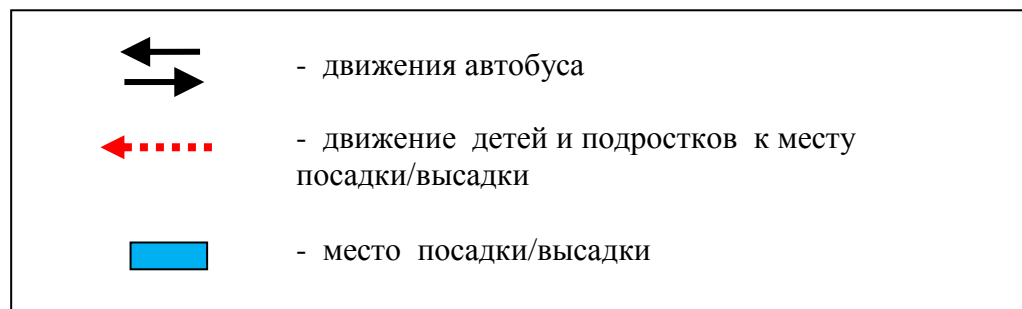 - движения автобуса
- движение детей и подростков к месту
посадки/высадки
- место посадки/высадки